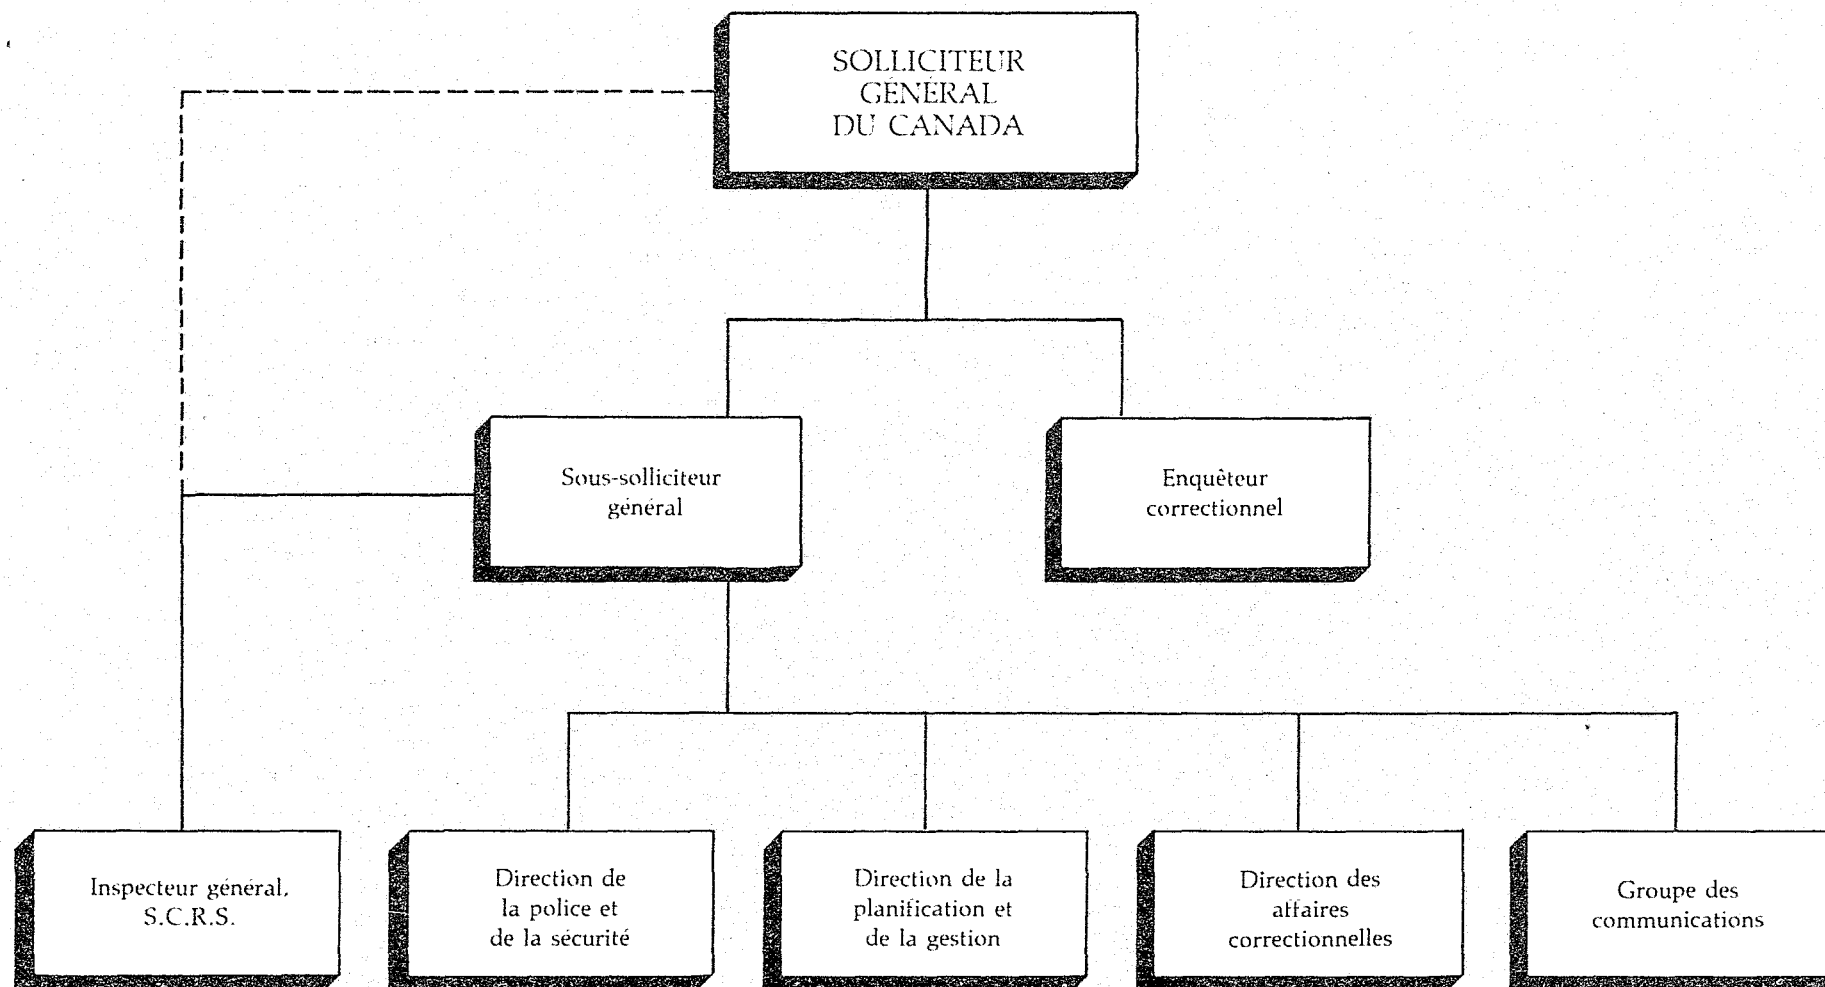 SOLLICITEUR
GÉNÉRAL
DU CANADA
Sous-solliciteur
général
Enquêteur
correctionnel
Inspecteur général,
S.C.R.S.
Direction de
la police et
de la sécurité
Direction de la
planification et
de la gestion
Direction des
affaires
correctionnelles
Groupe des
communications